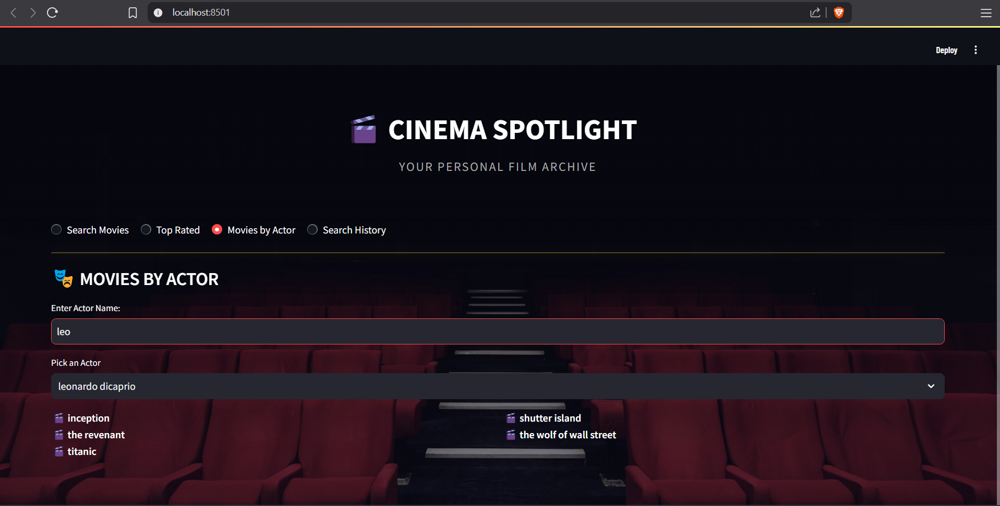 localhost:8501
Deploy
CINEMA SPOTLIGHT
YOUR PERSONAL FILM ARCHIVE
Search Movies Top Rated Movies by Actor Search History
MOVIES BY ACTOR
Enter Actor Name:
leo
Pick an Actor
leonardo dicaprio
inception
the revenant
titanic
shutter island
the wolf of wall street